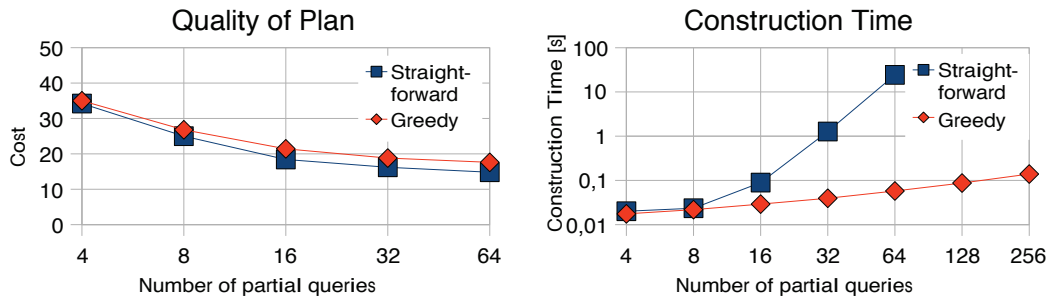 Quality of Plan
50
40
30
20
10
0
Cost
4 8 16 32 64
Number of partial queries
Straight-
forward
Greedy
Construction Time
100
10
1
0,1
0,01
Construction Time [s]
4 8 16 32 64 128 256
Number of partial queries
Straight-
forward
Greedy